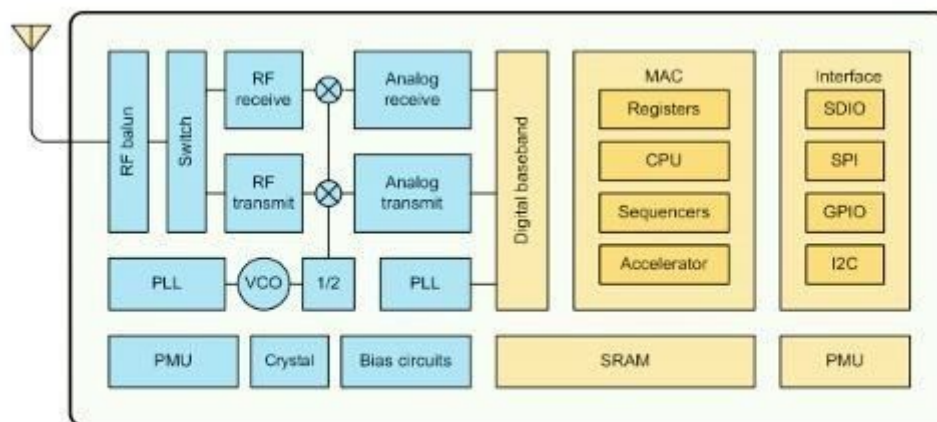 RF balun
Switch
RF
receive
Analog
receive
RF
transmit
Analog
transmit
PLL
VCO
1/2
PLL
Digital baseband
MAC
Registers
CPU
Sequencers
Accelerator
Interface
SDIO
SPI
GPIO
I2C
PMU
Crystal
Bias circuits
SRAM
PMU